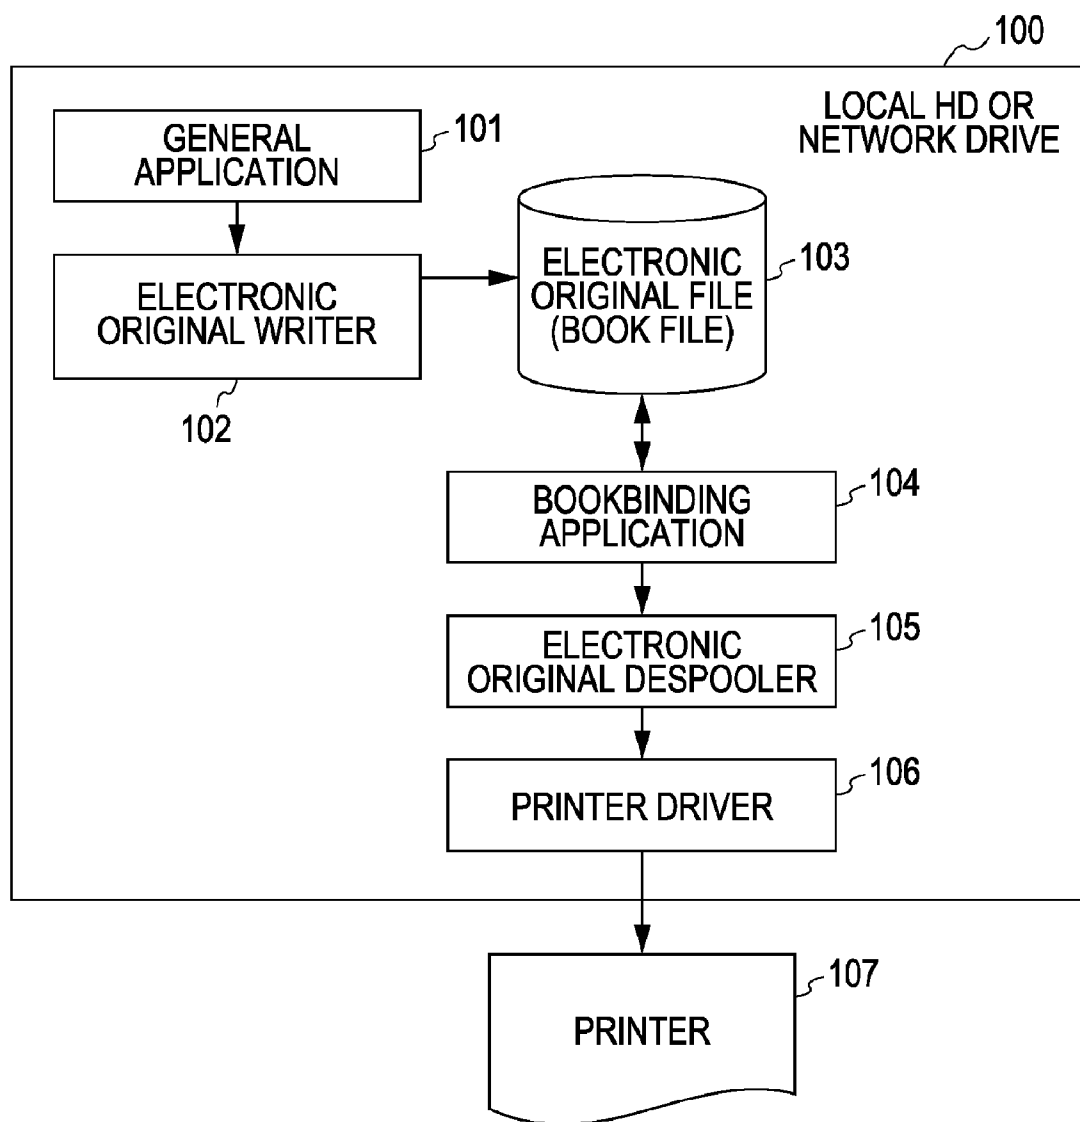 100
LOCAL HD OR
NETWORK DRIVE
GENERAL
APPLICATION
101
ELECTRONIC
ORIGINAL WRITER
102
ELECTRONIC
ORIGINAL FILE
(BOOK FILE)
103
BOOKBINDING
APPLICATION
104
ELECTRONIC
ORIGINAL DESPOOLER
105
PRINTER DRIVER
106
PRINTER
107